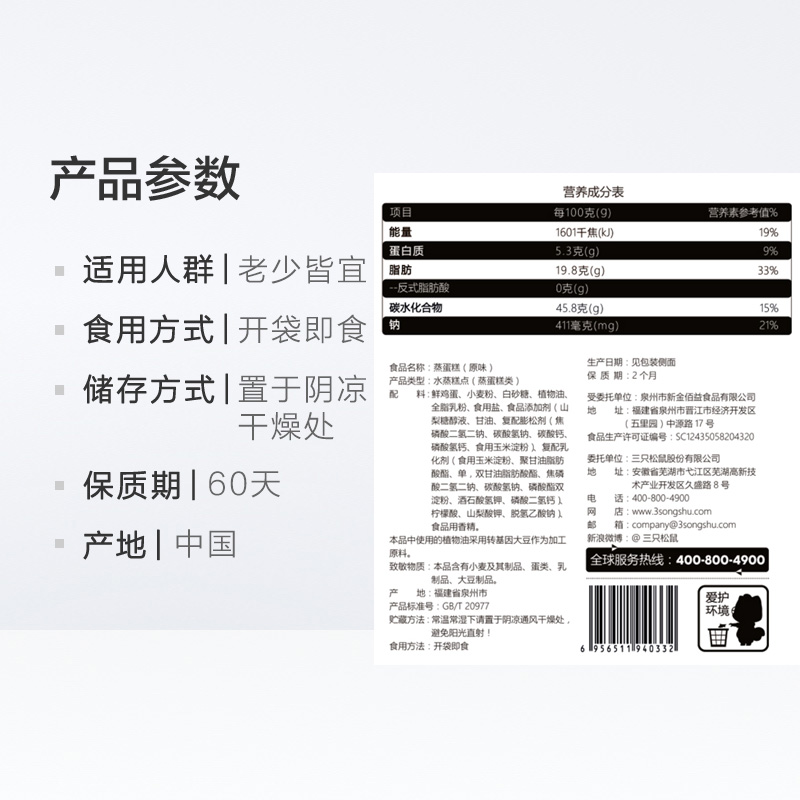 产品参数
适用人群 | 老少皆宜
食用方式 | 开袋即食
储存方式 | 置于阴凉
干燥处
保质期 | 60天
产地 | 中国
营养成分表
项目 每100克(g) 营养素参考值%
能量 1601千焦(kJ) 19%
蛋白质 5.3克(g) 9%
脂肪 19.8克(g) 33%
--反式脂肪酸 0克(g)
碳水化合物 45.8克(g) 15%
钠 411毫克(mg) 21%
食品名称：蒸蛋糕（原味）
产品类型：水蒸糕点（蒸蛋糕类）
配 料：鲜鸡蛋、小麦粉、白砂糖、植物油、
全脂乳粉、食用盐、食品添加剂（山
梨糖醇液、甘油、复配膨松剂（焦
磷酸二氢二钠、碳酸氢钠、碳酸钙、
磷酸氢钙、食用玉米淀粉）、复配乳
化剂（食用玉米淀粉、聚甘油脂肪
酸酯、单，双甘油脂肪酸酯、焦磷
酸二氢二钠、碳酸氢钠、磷酸酯双
淀粉、酒石酸氢钾、磷酸二氢钙）、
柠檬酸、山梨酸钾、脱氢乙酸钠）、
食品用香精。
本品中使用的植物油采用转基因大豆作为加工
原料。
致敏物质：本品含有小麦及其制品、蛋类、乳
制品、大豆制品。
产 地：福建省泉州市
产品标准号：GB/T 20977
贮藏方法：常温常湿下请置于阴凉通风干燥处，
避免阳光直射！
食用方法：开袋即食
生产日期：见包装侧面
保 质 期：2 个月
受委托单位：泉州市新金佰益食品有限公司
地 址：福建省泉州市晋江市经济开发区
（五里园）中源路 17 号
食品生产许可证编号：SC12435058204320
委托单位：三只松鼠股份有限公司
地 址：安徽省芜湖市弋江区芜湖高新技
术产业开发区久盛路 8 号
电 话：400-800-4900
网 店：www.3songshu.com
邮 箱：company@3songshu.com
新浪微博：@ 三只松鼠
全球服务热线：400-800-4900
6 956511 940332
爱护
环境